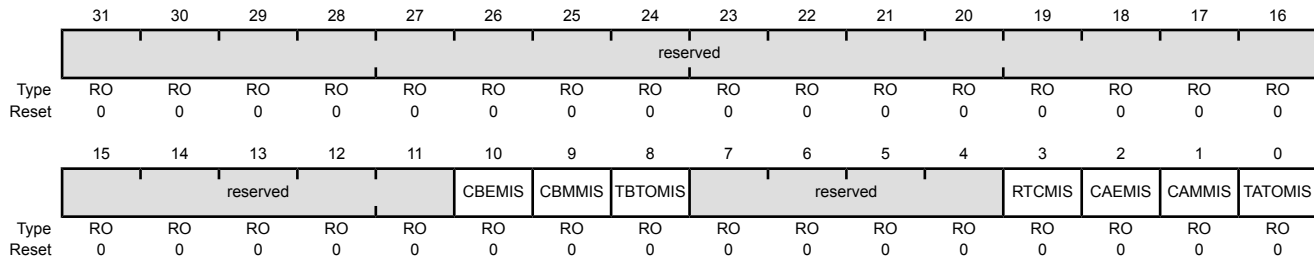 31 30 29 28 27 26 25 24 23 22 21 20 19 18 17 16
reserved
Type RO RO RO RO RO RO RO RO RO RO RO RO RO RO RO RO
Reset 0 0 0 0 0 0 0 0 0 0 0 0 0 0 0 0
15 14 13 12 11 10 9 8 7 6 5 4 3 2 1 0
reserved CBEMIS CBMMIS TBTOMIS reserved RTCMIS CAEMIS CAMMIS TATOMIS
Type RO RO RO RO RO RO RO RO RO RO RO RO RO RO RO RO
Reset 0 0 0 0 0 0 0 0 0 0 0 0 0 0 0 0